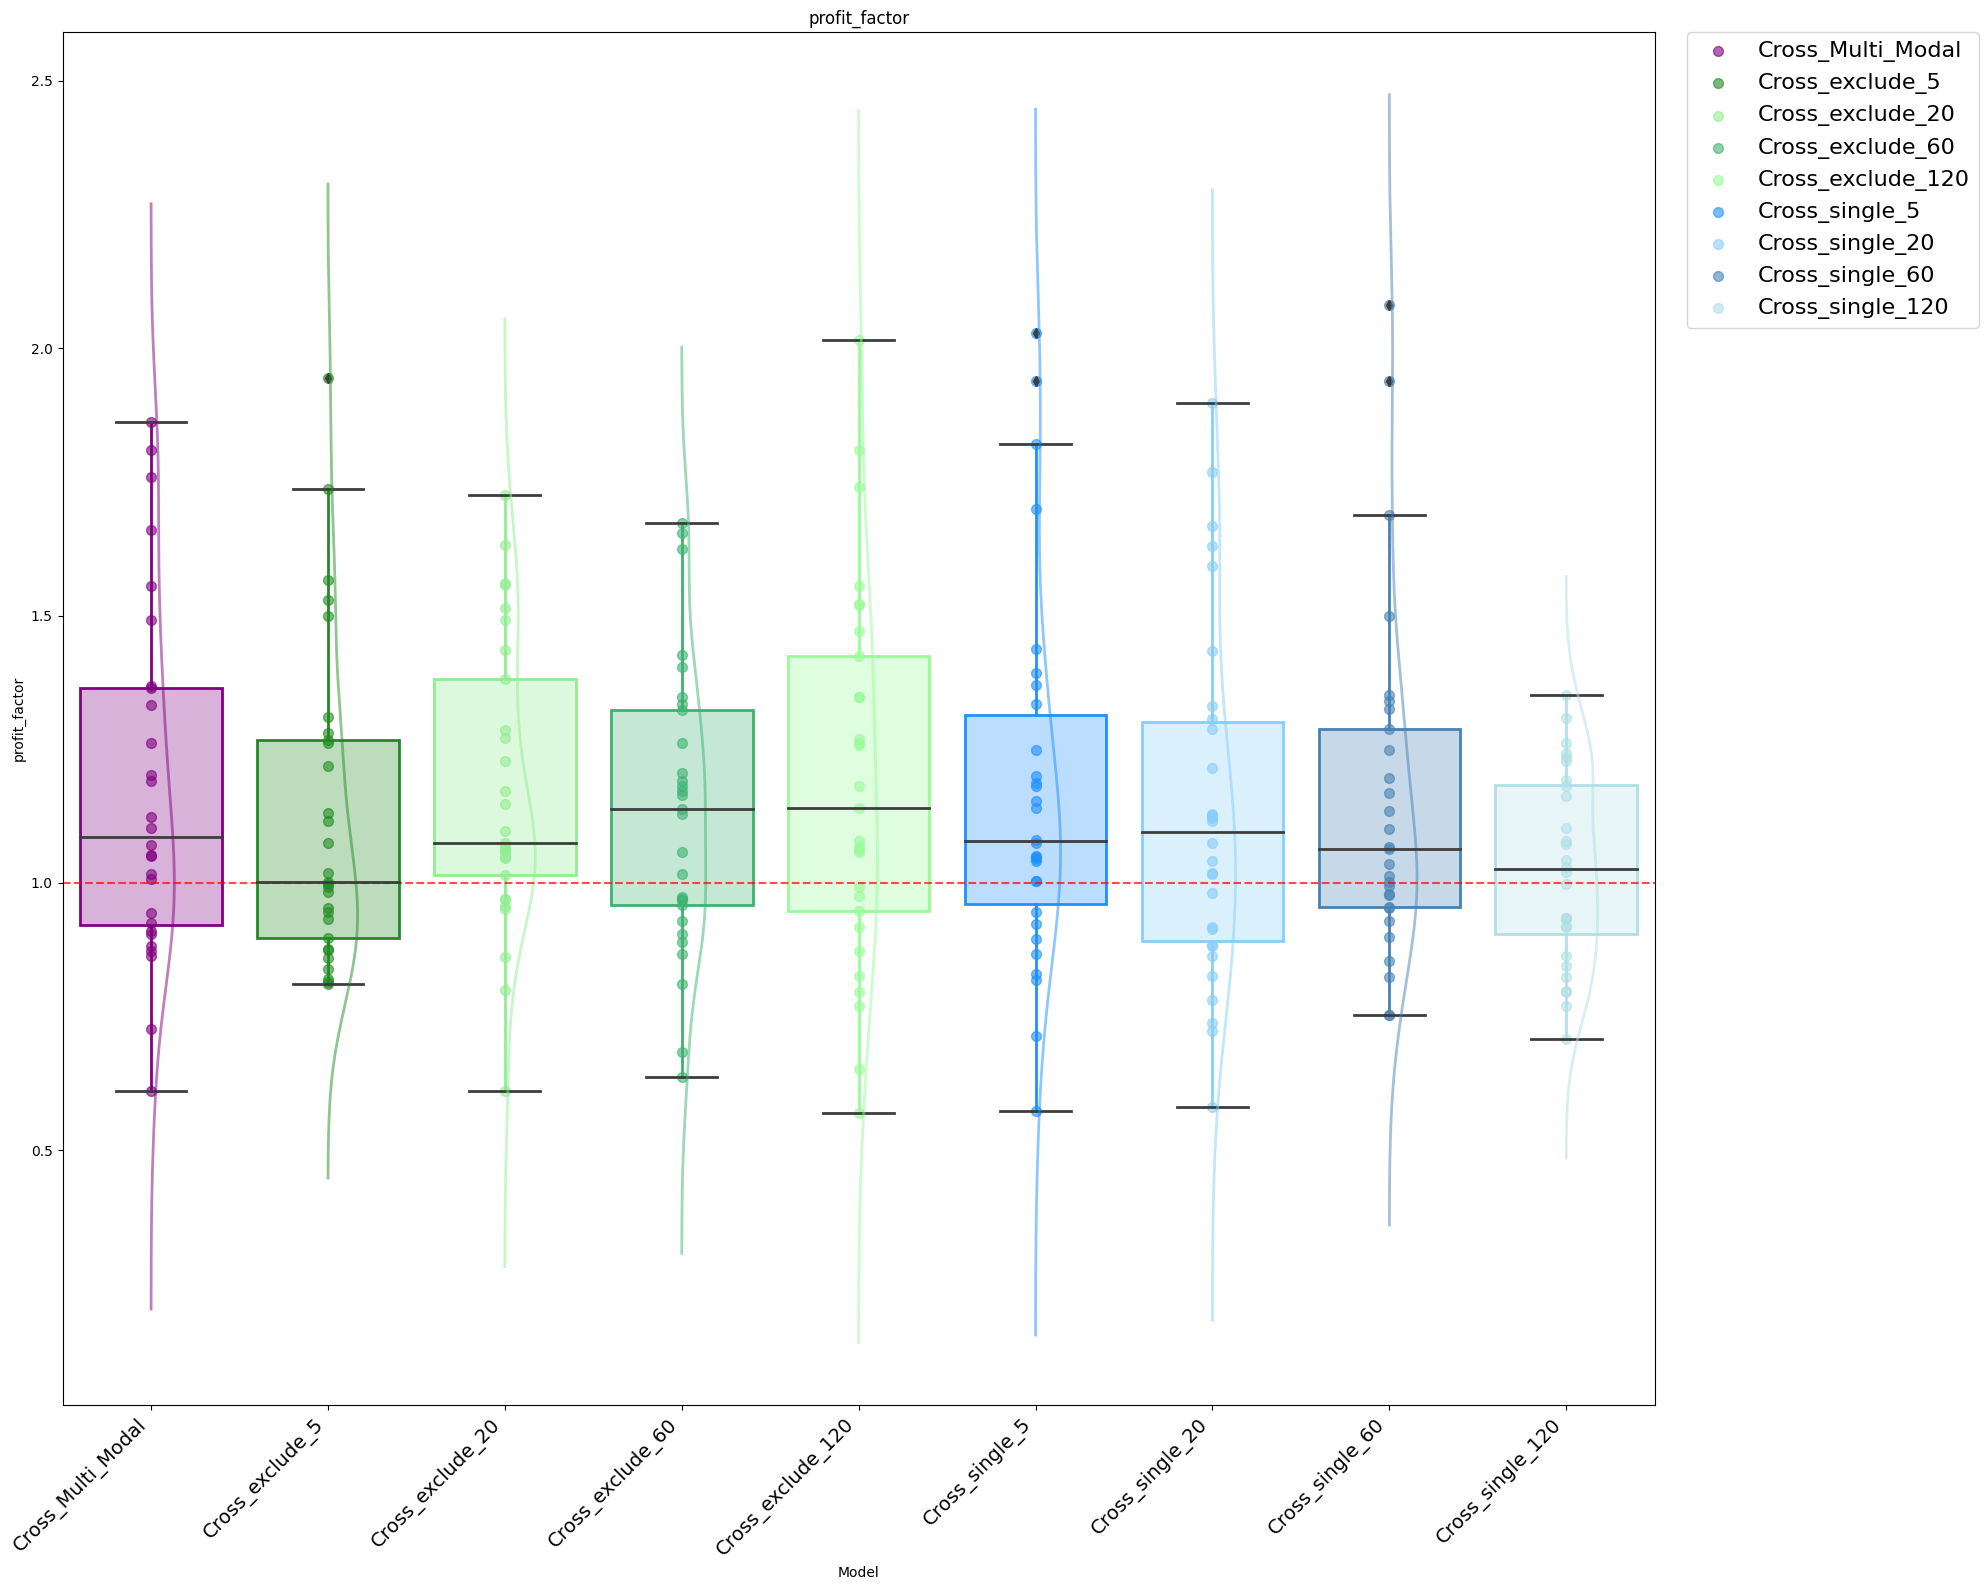 profit_factor
profit_factor
2.5
2.0
1.5
1.0
0.5
Cross_Multi_Modal
Cross_exclude_5
Cross_exclude_20
Cross_exclude_60
Cross_exclude_120
Cross_single_5
Cross_single_20
Cross_single_60
Cross_single_120
Model
Cross_Multi_Modal
Cross_exclude_5
Cross_exclude_20
Cross_exclude_60
Cross_exclude_120
Cross_single_5
Cross_single_20
Cross_single_60
Cross_single_120